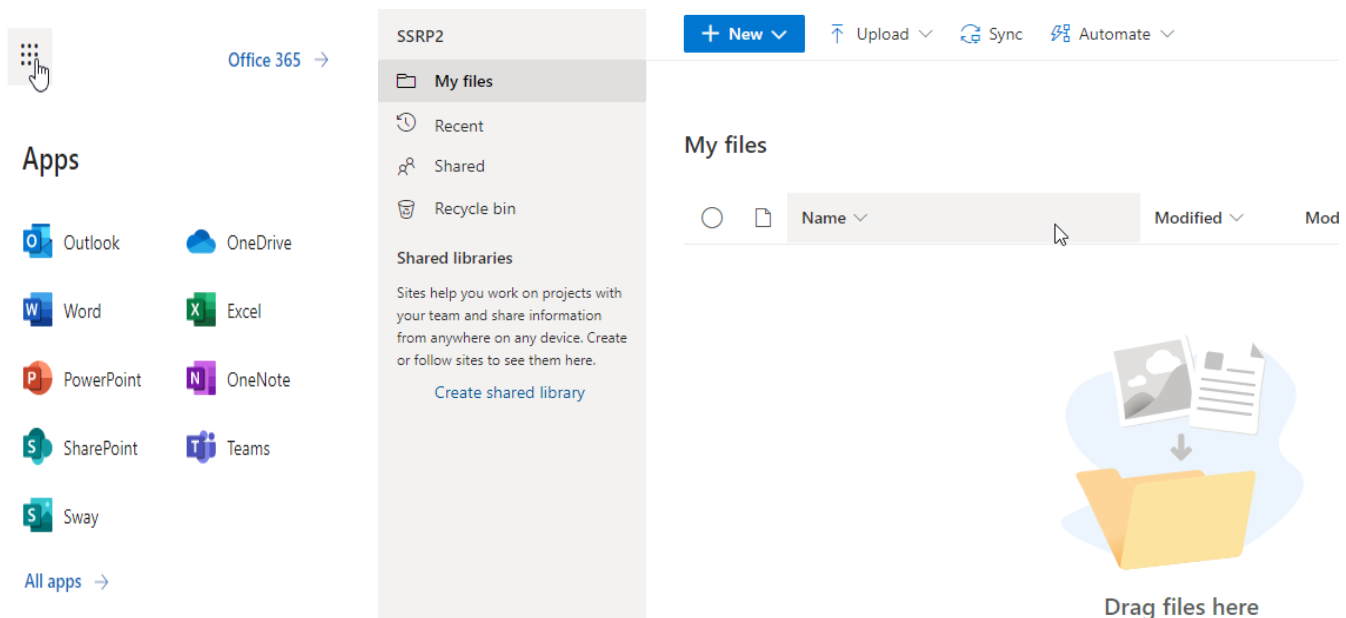 Office 365 →
Apps
Outlook
OneDrive
Word
Excel
PowerPoint
OneNote
SharePoint
Teams
Sway
All apps →
SSRP2
My files
Recent
Shared
Recycle bin
Shared libraries
Sites help you work on projects with
your team and share information
from anywhere on any device. Create
or follow sites to see them here.
Create shared library
+ New
Upload
Sync
Automate
My files
Name
Modified
Mod
Drag files here